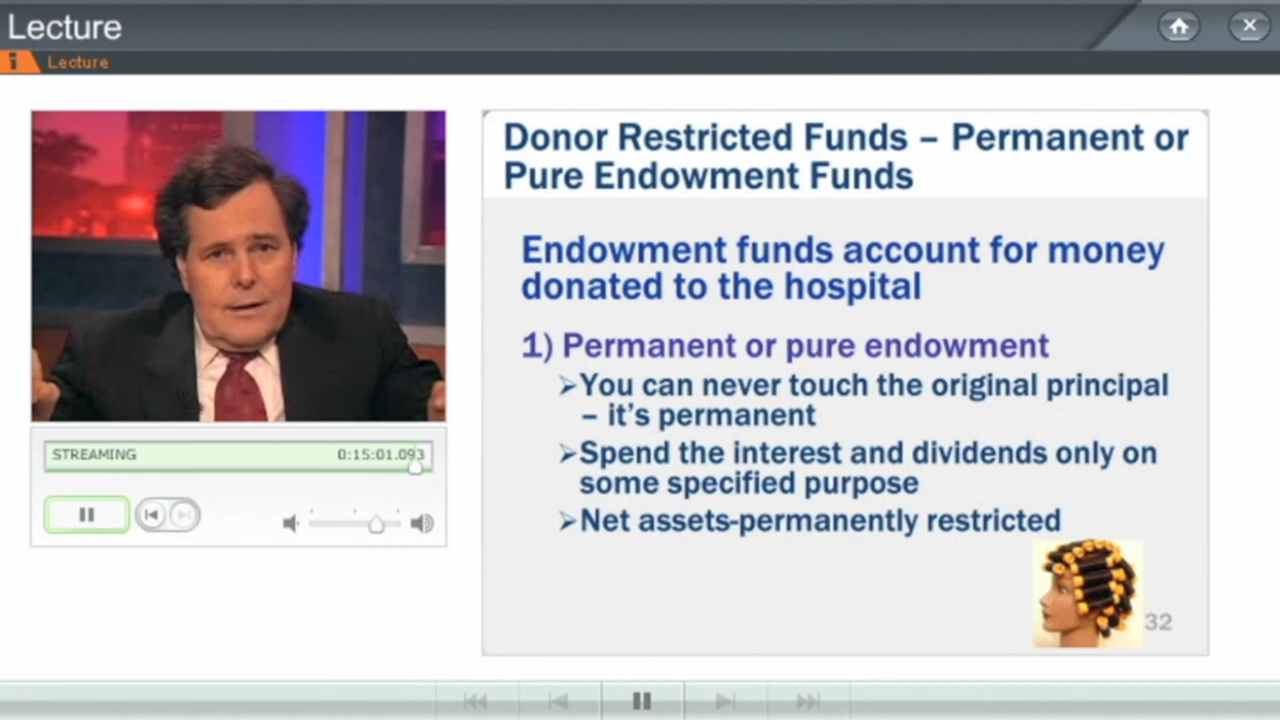 Lecture
i Lecture
STREAMING 0:15:01.093
Donor Restricted Funds – Permanent or
Pure Endowment Funds
Endowment funds account for money
donated to the hospital
1) Permanent or pure endowment
➢You can never touch the original principal
– it's permanent
➢Spend the interest and dividends only on
some specified purpose
➢Net assets-permanently restricted
32